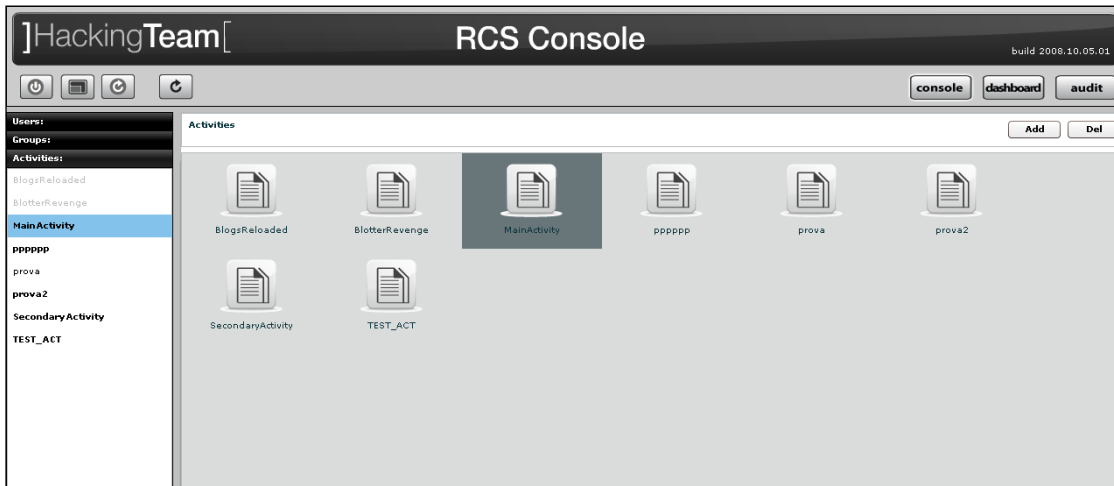 ]HackingTeam[
RCS Console
build 2008.10.05.01
console
dashboard
audit
Users:
Groups:
Activities:
BlogsReloaded
BlotterRevenge
MainActivity
pppppp
prova
prova2
SecondaryActivity
TEST_ACT
Activities
Add
Del
BlogsReloaded
BlotterRevenge
MainActivity
pppppp
prova
prova2
SecondaryActivity
TEST_ACT